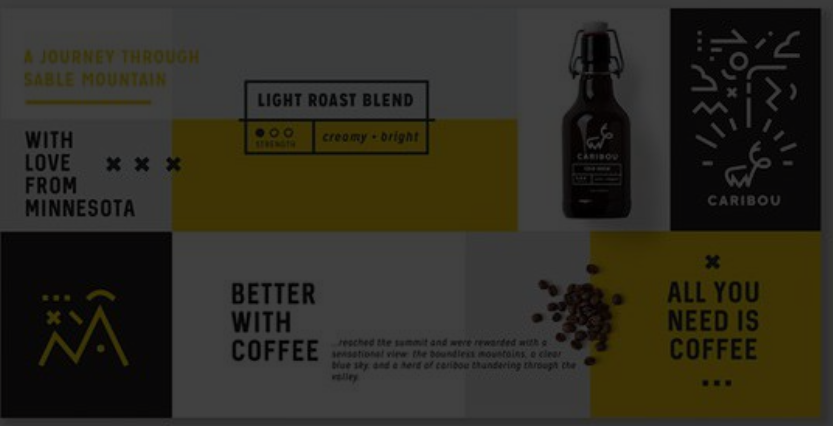 A JOURNEY THROUGH
SABLE MOUNTAIN
WITH
LOVE
FROM
MINNESOTA
LIGHT ROAST BLEND
STRENGTH
creamy • bright
CARIBOU
CARIBOU
BETTER
WITH
COFFEE
...reached the summit and were rewarded with a
sensational view: the boundless mountains, a clear
blue sky, and a herd of caribou thundering through the
valley.
ALL YOU
NEED IS
COFFEE